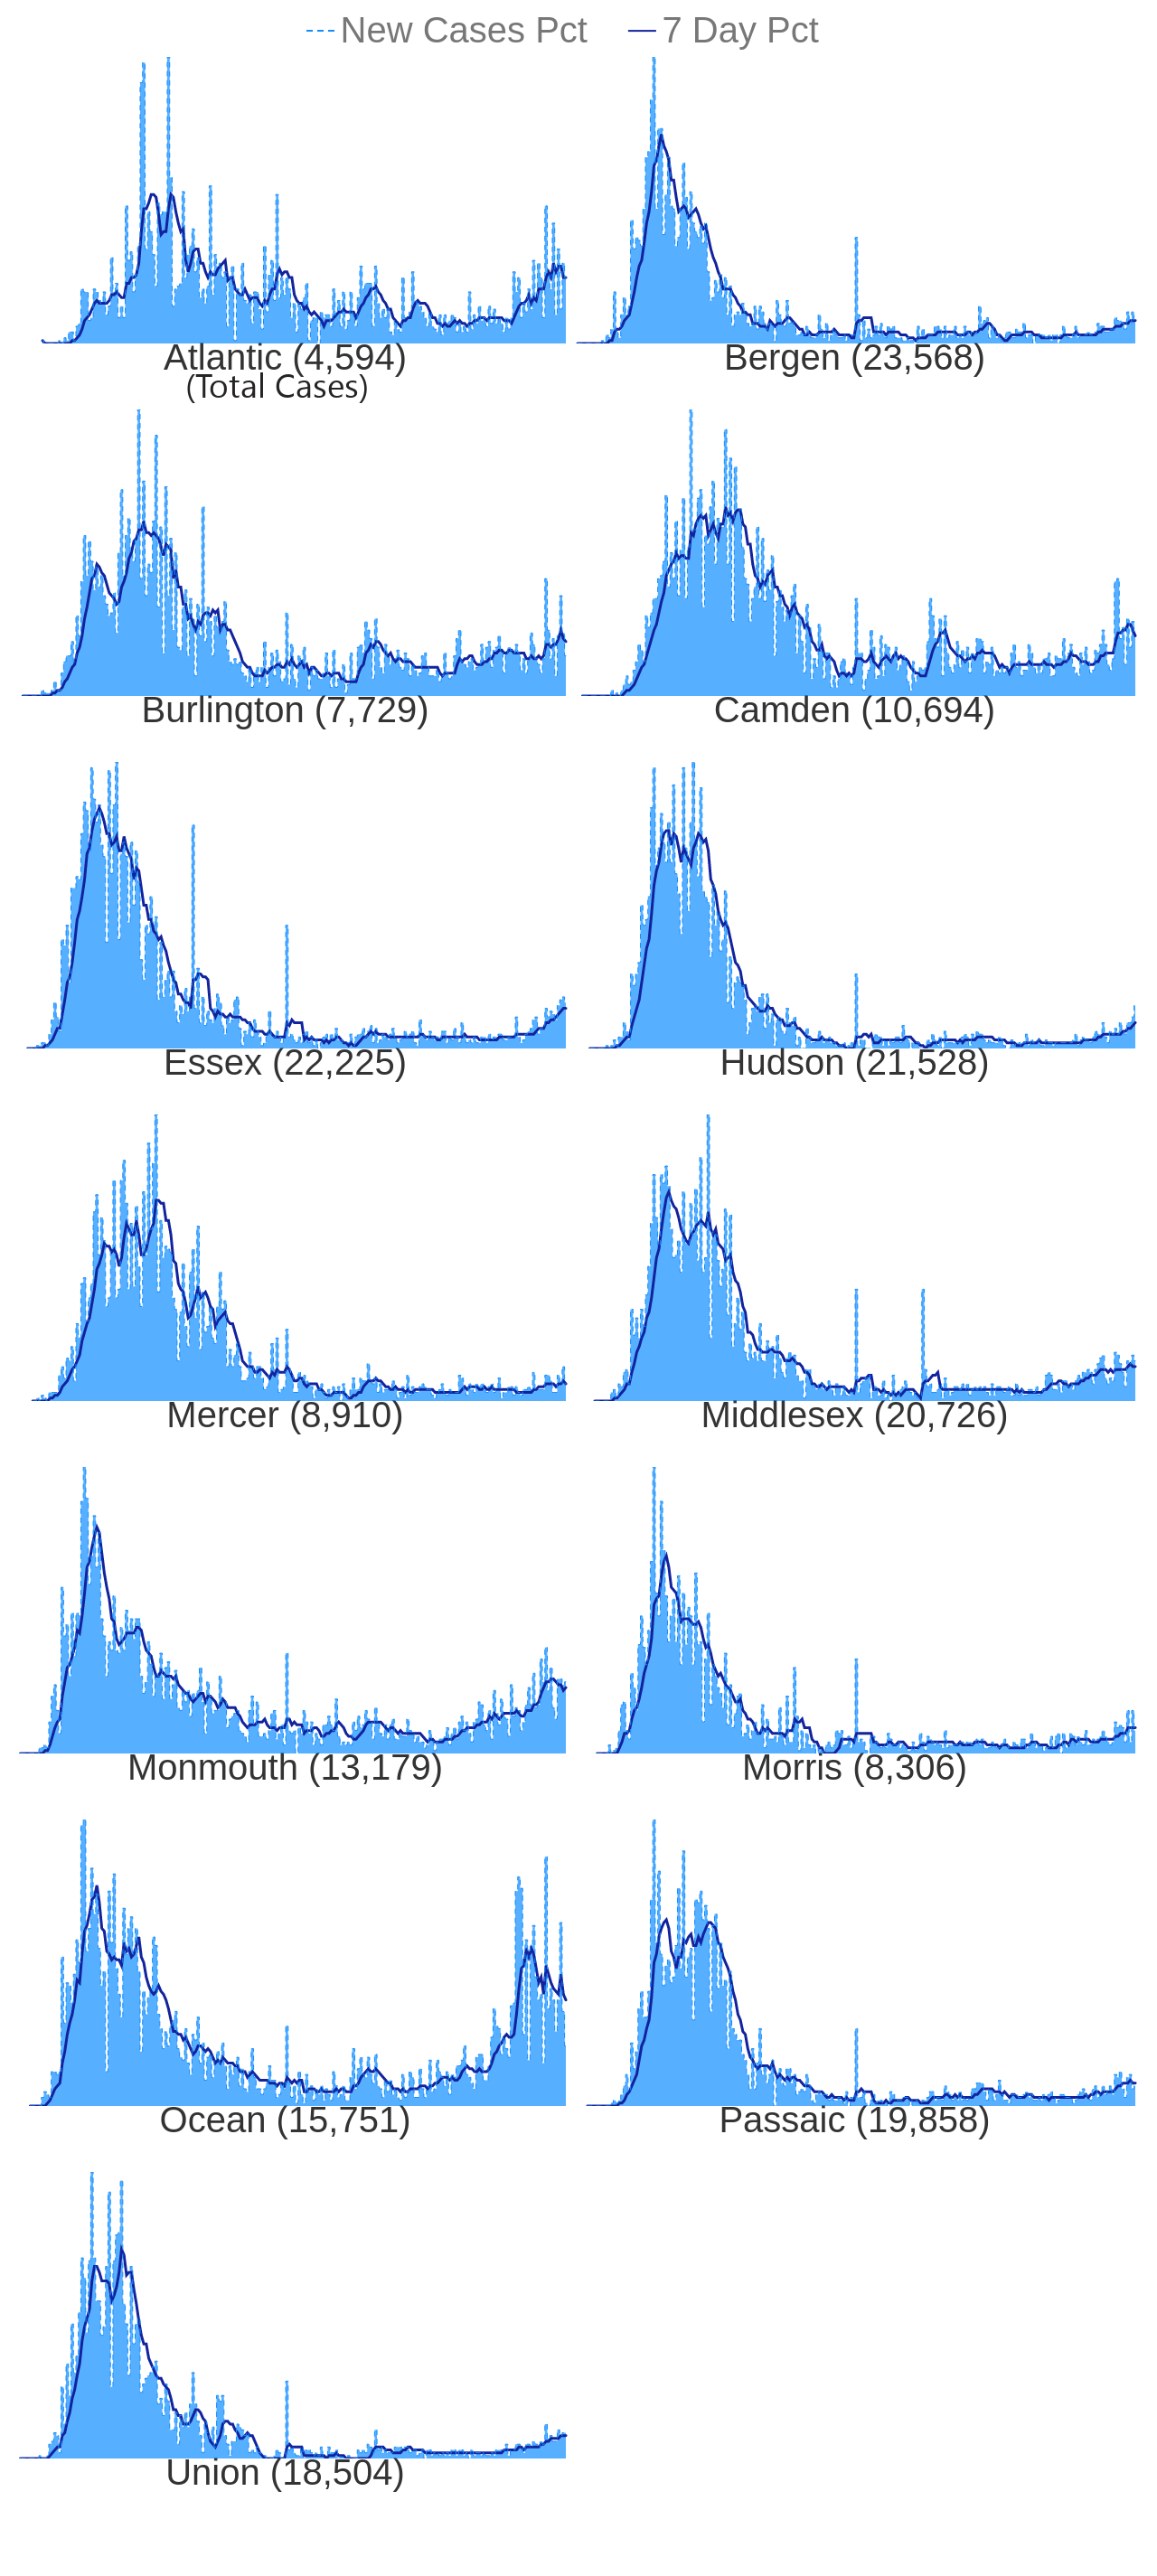 New Cases Pct 7 Day Pct
Atlantic (4,594) Bergen (23,568)
(Total Cases)
Burlington (7,729) Camden (10,694)
Essex (22,225) Hudson (21,528)
Mercer (8,910) Middlesex (20,726)
Monmouth (13,179) Morris (8,306)
Ocean (15,751) Passaic (19,858)
Union (18,504)